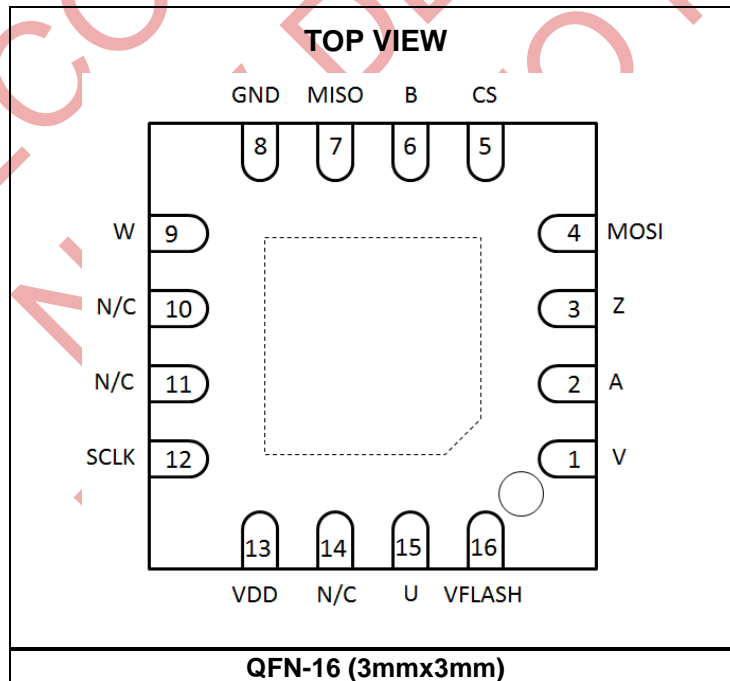 TOP VIEW
GND MISO B CS
8 7 6 5
W 9 4 MOSI
N/C 10 3 Z
N/C 11 2 A
SCLK 12 1 V
13 14 15 16
VDD N/C U VFLASH
QFN-16 (3mmx3mm)